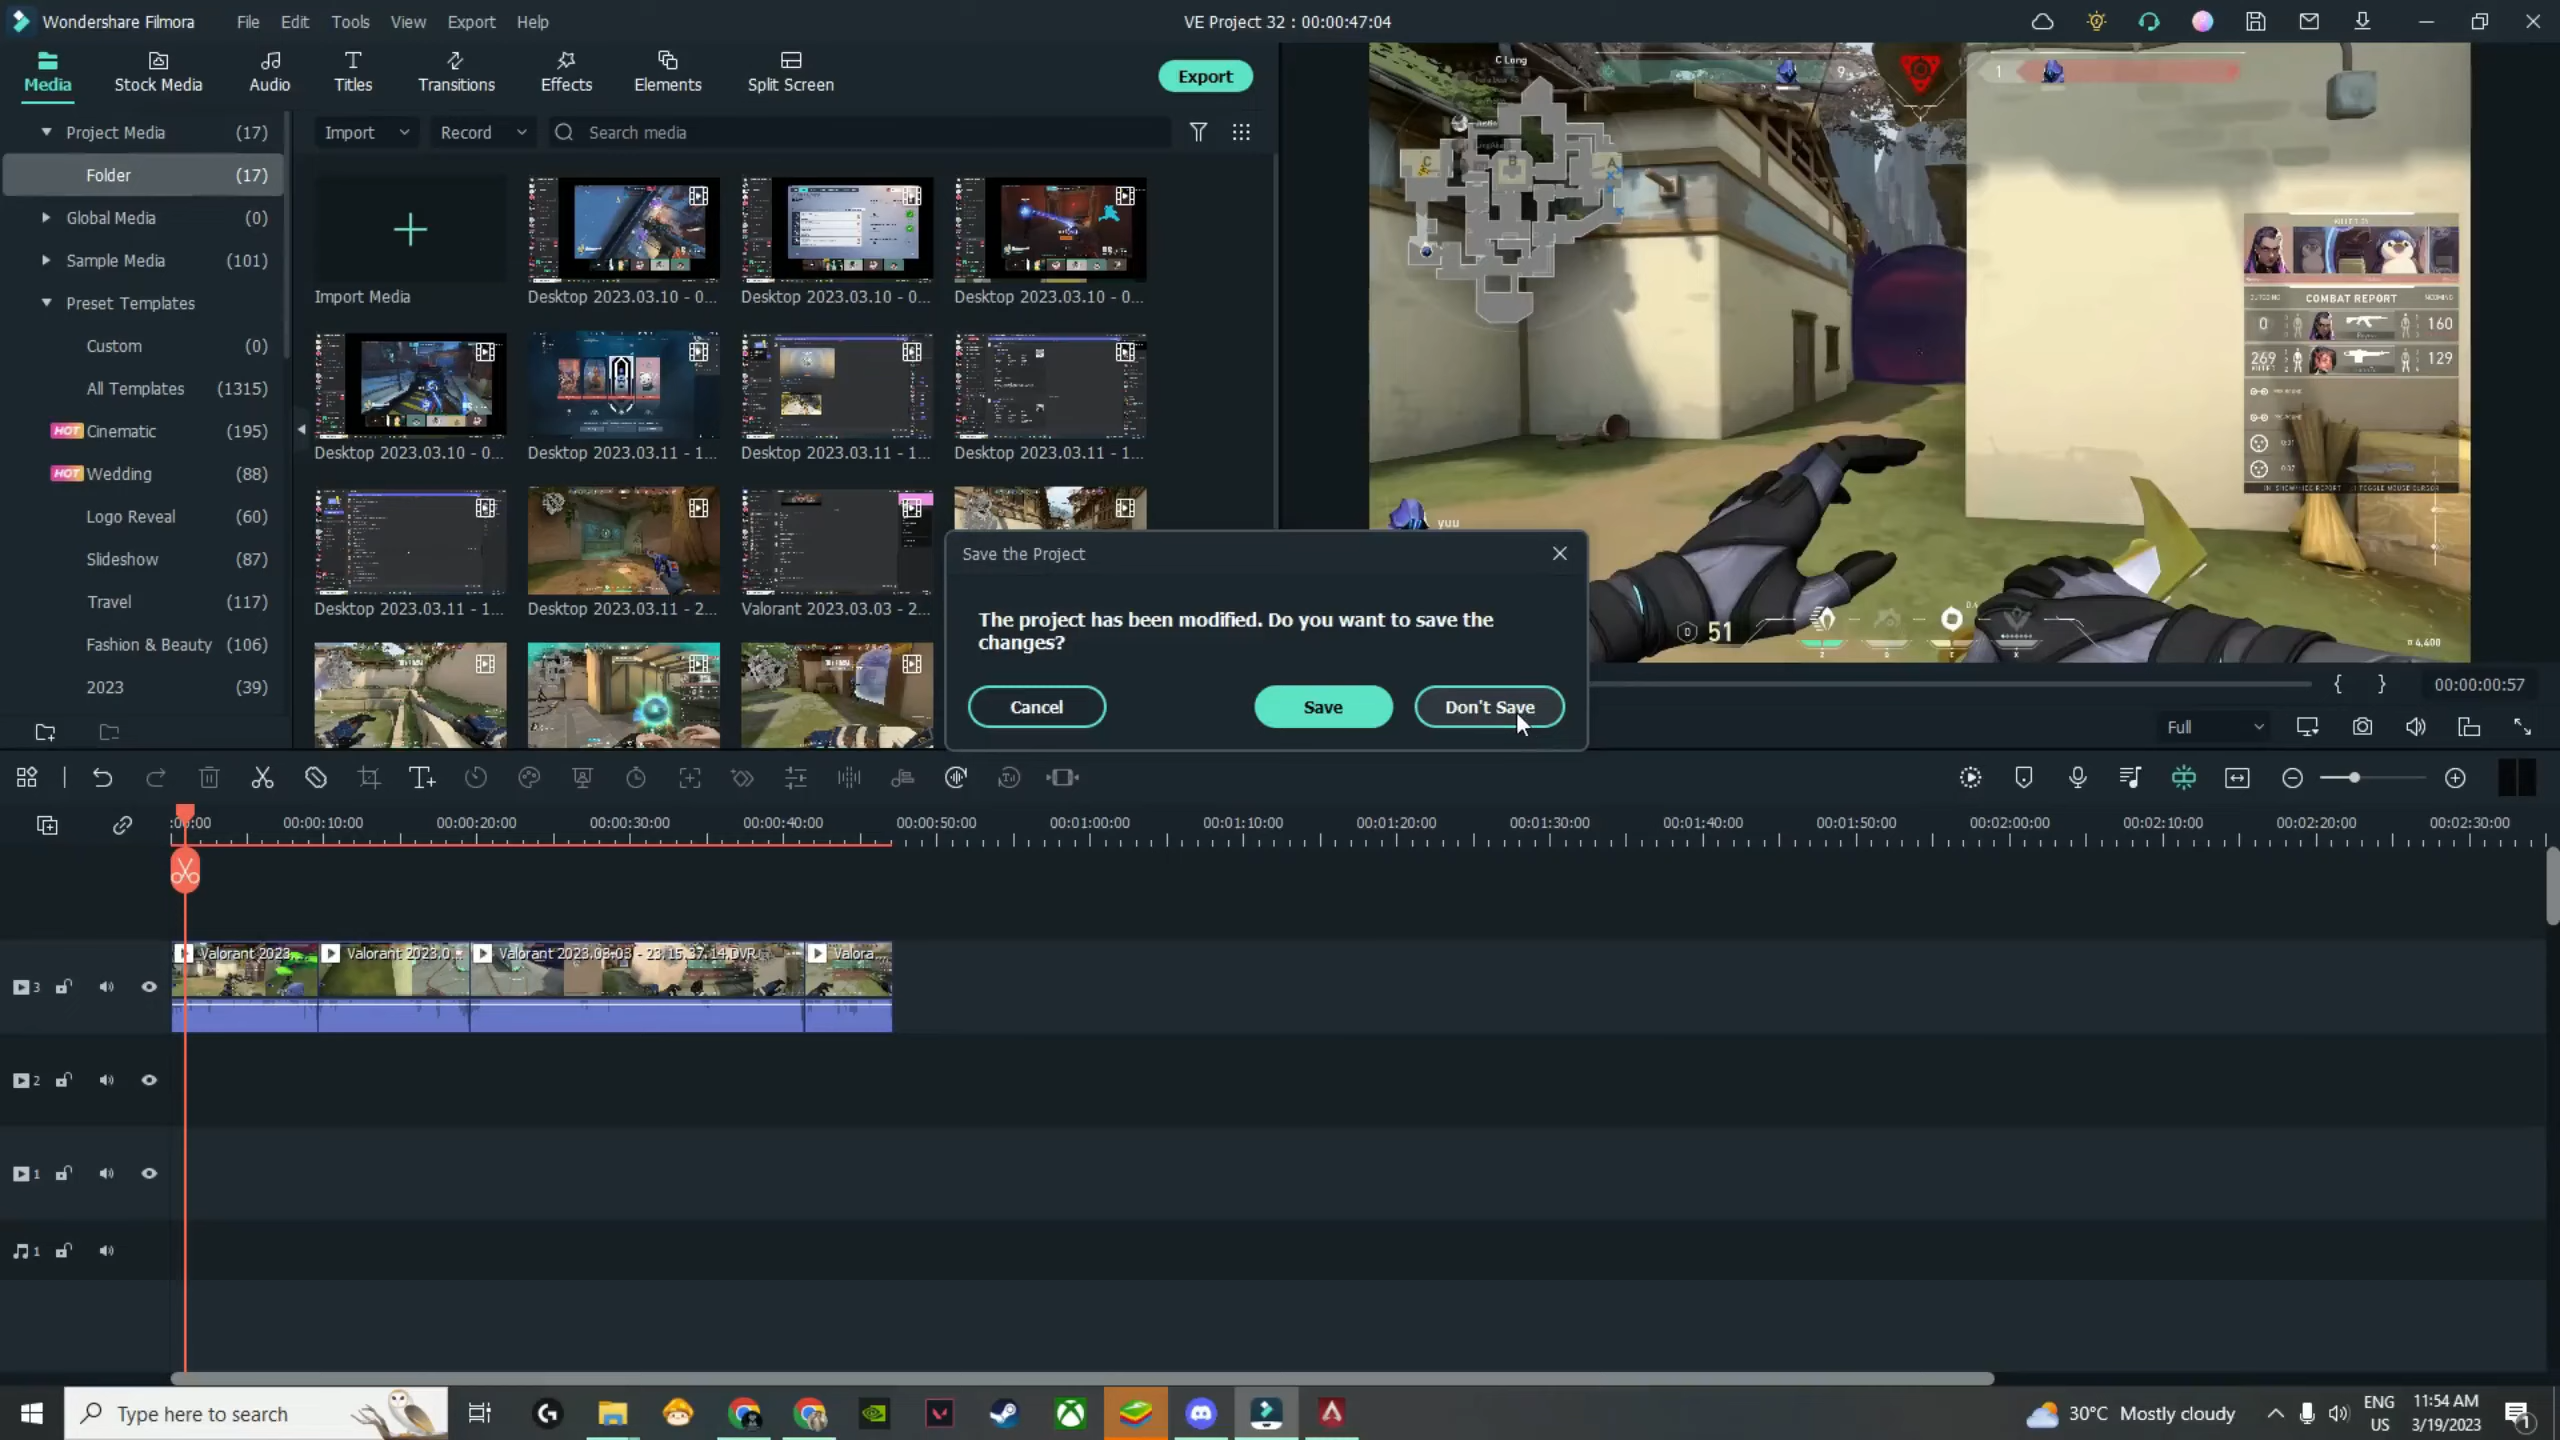 Wondershare Filmora File Edit Tools View Export Help VE Project 32 : 00:00:47:04
Media Stock Media Audio Titles Transitions Effects Elements Split Screen Export
Project Media (17)
Folder (17)
Global Media (0)
Sample Media (101)
Preset Templates
Custom (0)
All Templates (1315)
HOT Cinematic (195)
HOT Wedding (88)
Logo Reveal (60)
Slideshow (87)
Travel (117)
Fashion & Beauty (106)
2023 (39)
Import Record Search media
Import Media Desktop 2023.03.10 - 0... Desktop 2023.03.10 - 0... Desktop 2023.03.10 - 0...
Desktop 2023.03.10 - 0... Desktop 2023.03.11 - 1... Desktop 2023.03.11 - 1... Desktop 2023.03.11 - 1...
Desktop 2023.03.11 - 1... Desktop 2023.03.11 - 2... Valorant 2023.03.03 - 2...
C Long
C B A
9 1
COMBAT REPORT
0 160
269 129
yuu
51
4,400
Save the Project
The project has been modified. Do you want to save the
changes?
Cancel Save Don't Save
{ } 00:00:00:57
Full
:00:00 00:00:10:00 00:00:20:00 00:00:30:00 00:00:40:00 00:00:50:00 00:01:00:00 00:01:10:00 00:01:20:00 00:01:30:00 00:01:40:00 00:01:50:00 00:02:00:00 00:02:10:00 00:02:20:00 00:02:30:00
Valorant 2023... Valorant 2023.0... Valorant 2023.03-03 - 23.15.37.14.DVR Valora...
3
2
1
1
Type here to search
30°C Mostly cloudy
ENG
US
11:54 AM
3/19/2023
1